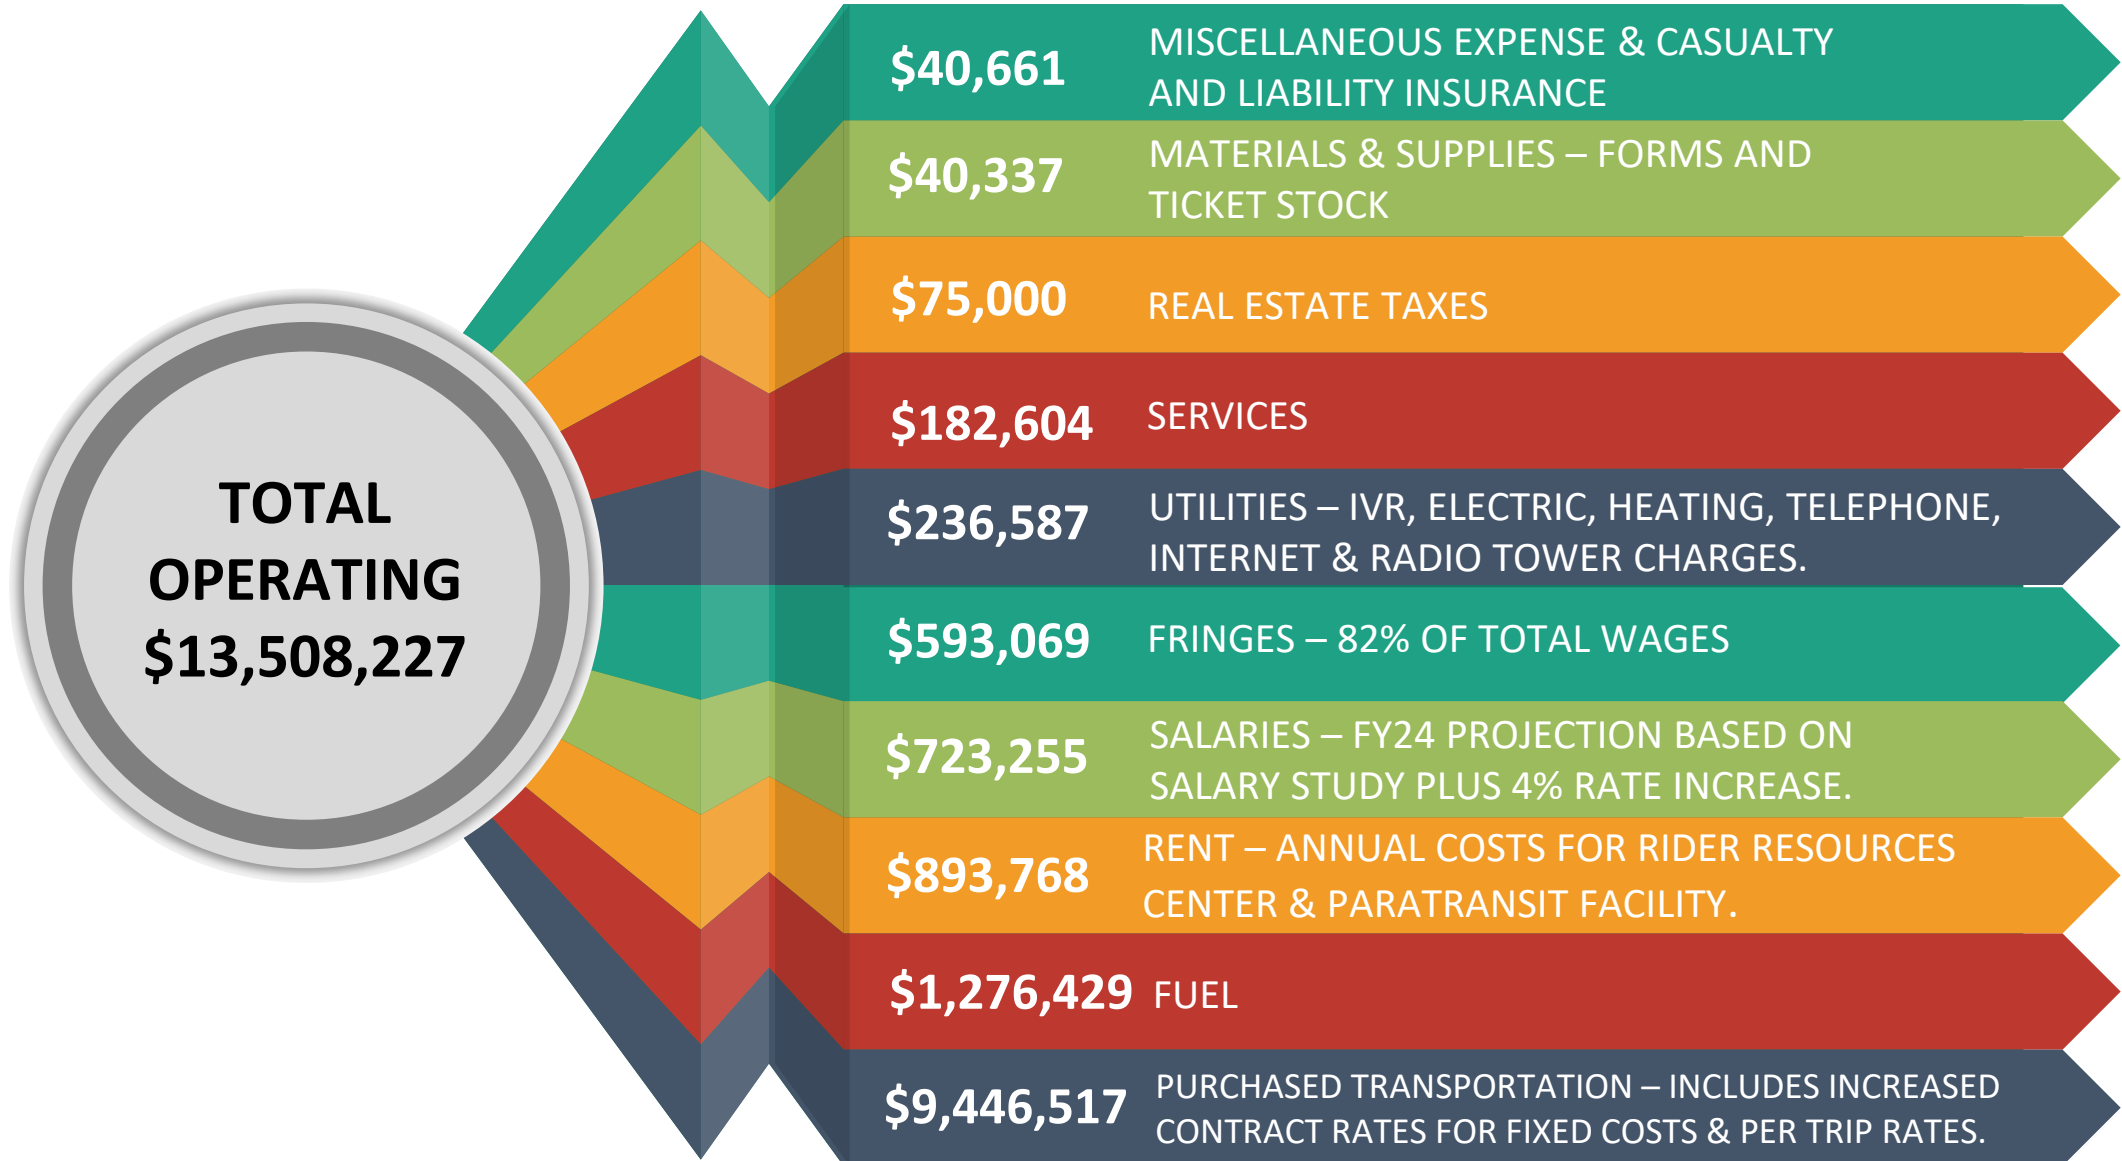 TOTAL
OPERATING
$13,508,227
$40,661
MISCELLANEOUS EXPENSE & CASUALTY
AND LIABILITY INSURANCE
$40,337
MATERIALS & SUPPLIES – FORMS AND
TICKET STOCK
$75,000
REAL ESTATE TAXES
$182,604
SERVICES
$236,587
UTILITIES – IVR, ELECTRIC, HEATING, TELEPHONE,
INTERNET & RADIO TOWER CHARGES.
$593,069
FRINGES – 82% OF TOTAL WAGES
$723,255
SALARIES – FY24 PROJECTION BASED ON
SALARY STUDY PLUS 4% RATE INCREASE.
$893,768
RENT – ANNUAL COSTS FOR RIDER RESOURCES
CENTER & PARATRANSIT FACILITY.
$1,276,429
FUEL
$9,446,517
PURCHASED TRANSPORTATION – INCLUDES INCREASED
CONTRACT RATES FOR FIXED COSTS & PER TRIP RATES.